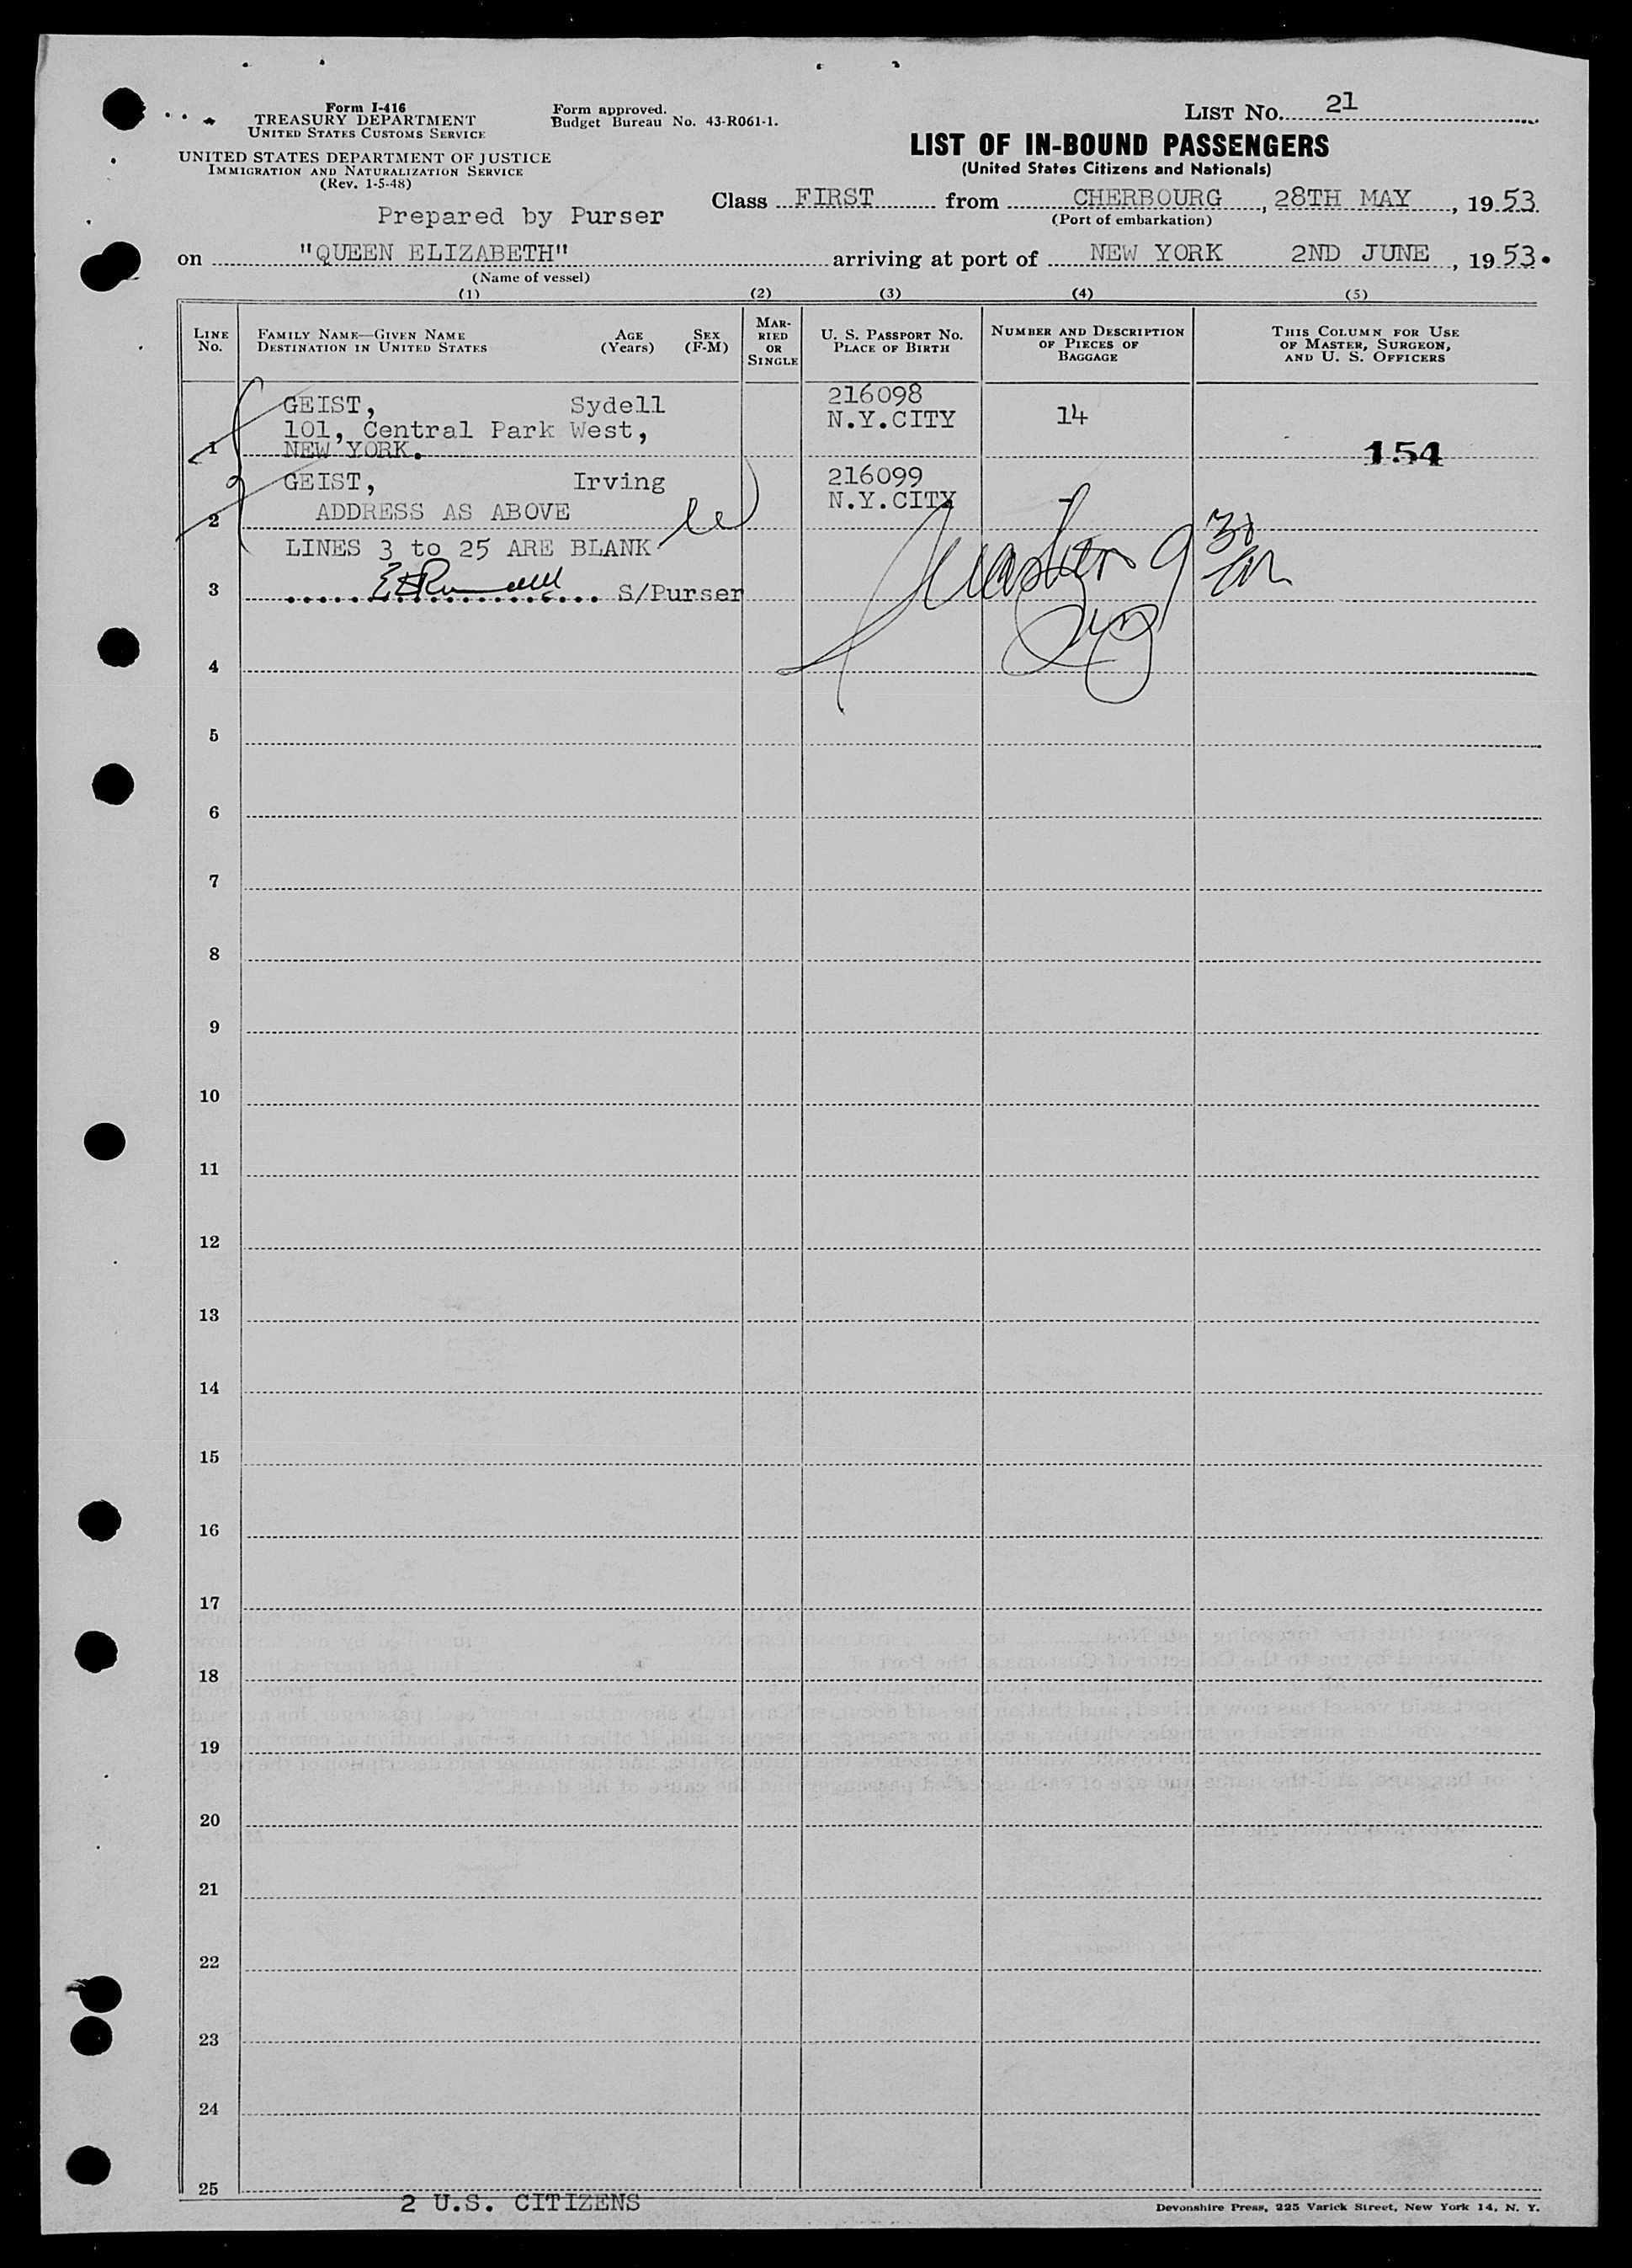 Form I-416
TREASURY DEPARTMENT
UNITED STATES CUSTOMS SERVICE
UNITED STATES DEPARTMENT OF JUSTICE
IMMIGRATION AND NATURALIZATION SERVICE
(Rev. 1-5-48)
Form approved.
Budget Bureau No. 43-R061-1.
LIST NO. 21
LIST OF IN-BOUND PASSENGERS
(United States Citizens and Nationals)
Prepared by Purser
Class FIRST from CHERBOURG, 28TH MAY, 1953.
(Port of embarkation)
on "QUEEN ELIZABETH" arriving at port of NEW YORK 2ND JUNE, 1953.
(Name of vessel)
(1) (2) (3) (4) (5)
LINE NO.
FAMILY NAME—GIVEN NAME
DESTINATION IN UNITED STATES
AGE (Years)
SEX (F-M)
MARRIED OR SINGLE
U. S. PASSPORT NO.
PLACE OF BIRTH
NUMBER AND DESCRIPTION
OF PIECES OF
BAGGAGE
THIS COLUMN FOR USE
OF MASTER, SURGEON,
AND U. S. OFFICERS
GEIST, Sydell 216098
101, Central Park West, N.Y.CITY 14
1 NEW YORK. 154
GEIST, Irving 216099
2 ADDRESS AS ABOVE N.Y.CITY -
LINES 3 to 25 ARE BLANK
3 S/Purser
4
5
6
7
8
9
10
11
12
13
14
15
16
17
18
19
20
21
22
23
24
25
2 U.S. CITIZENS
Devonshire Press, 225 Varick Street, New York 14, N. Y.